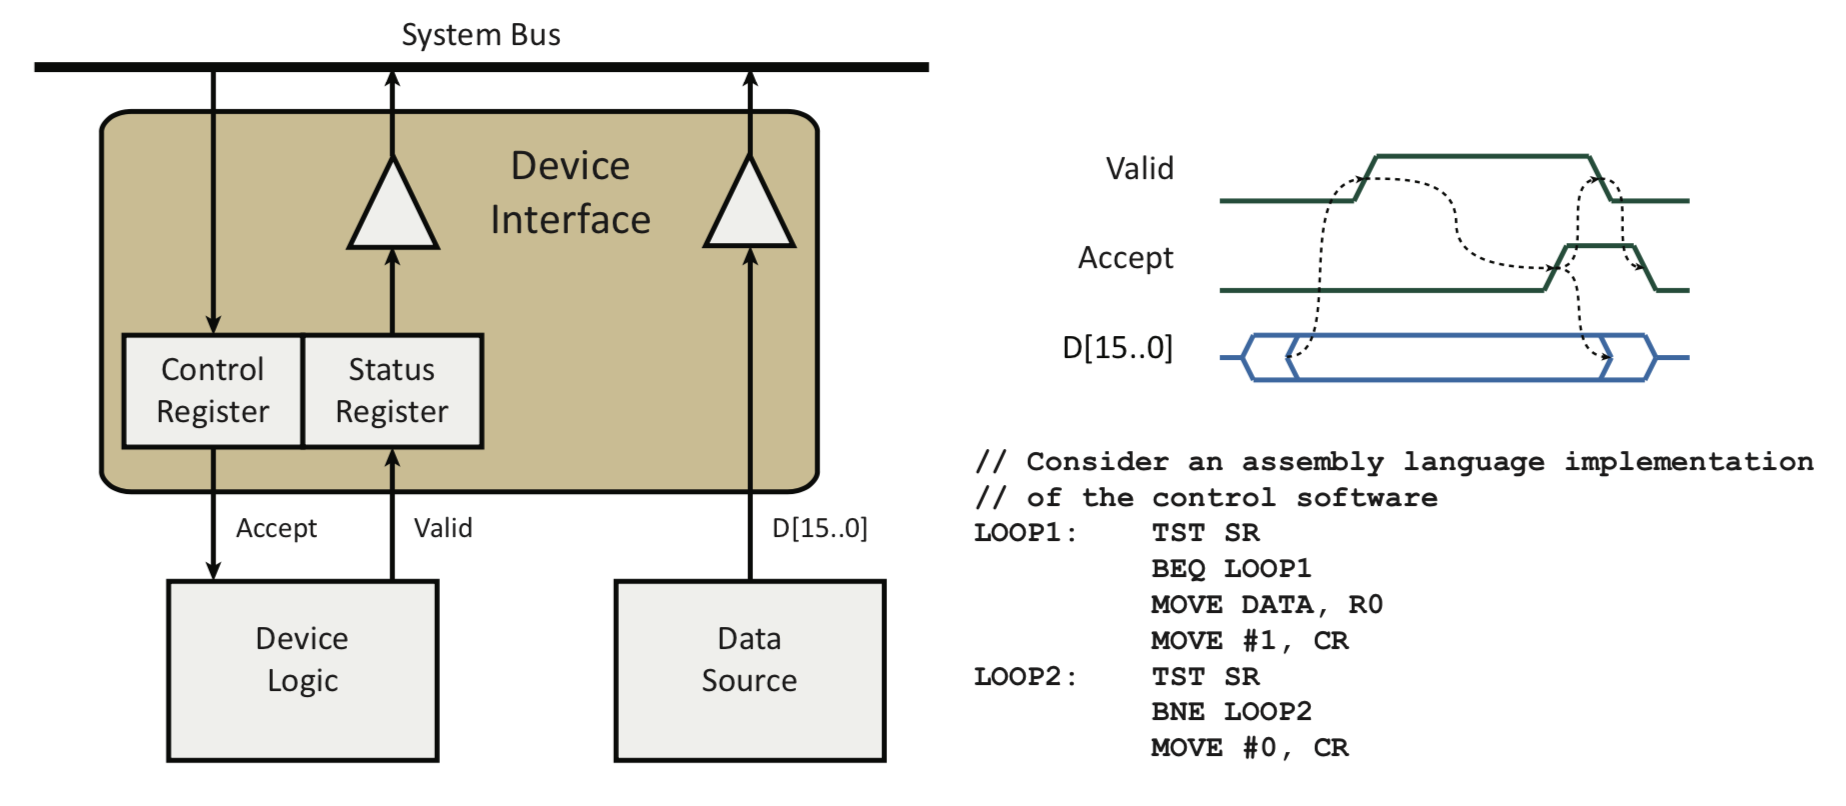 System Bus
Device
Interface
Control
Register
Status
Register
Accept
Valid
D[15..0]
Device
Logic
Data
Source
Valid
Accept
D[15..0]
// Consider an assembly language implementation
// of the control software
LOOP1: TST SR
BEQ LOOP1
MOVE DATA, R0
MOVE #1, CR
LOOP2: TST SR
BNE LOOP2
MOVE #0, CR